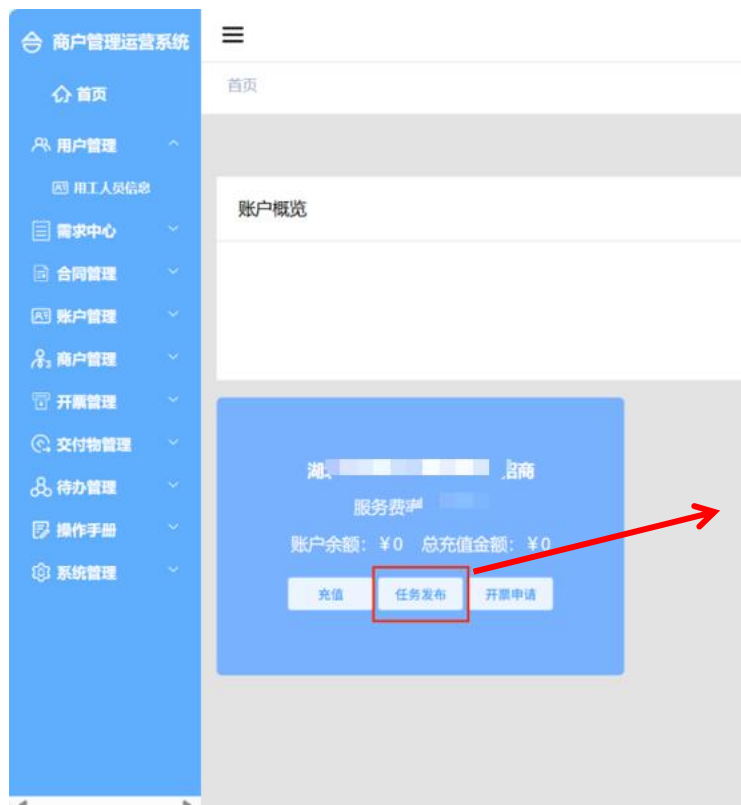 商户管理运营系统
首页
用户管理
用工人员信息
需求中心
合同管理
账户管理
商户管理
开票管理
交付物管理
待办管理
操作手册
系统管理
首页
账户概览
湖 招商
服务费率
账户余额：￥0 总充值金额：￥0
充值 任务发布 开票申请